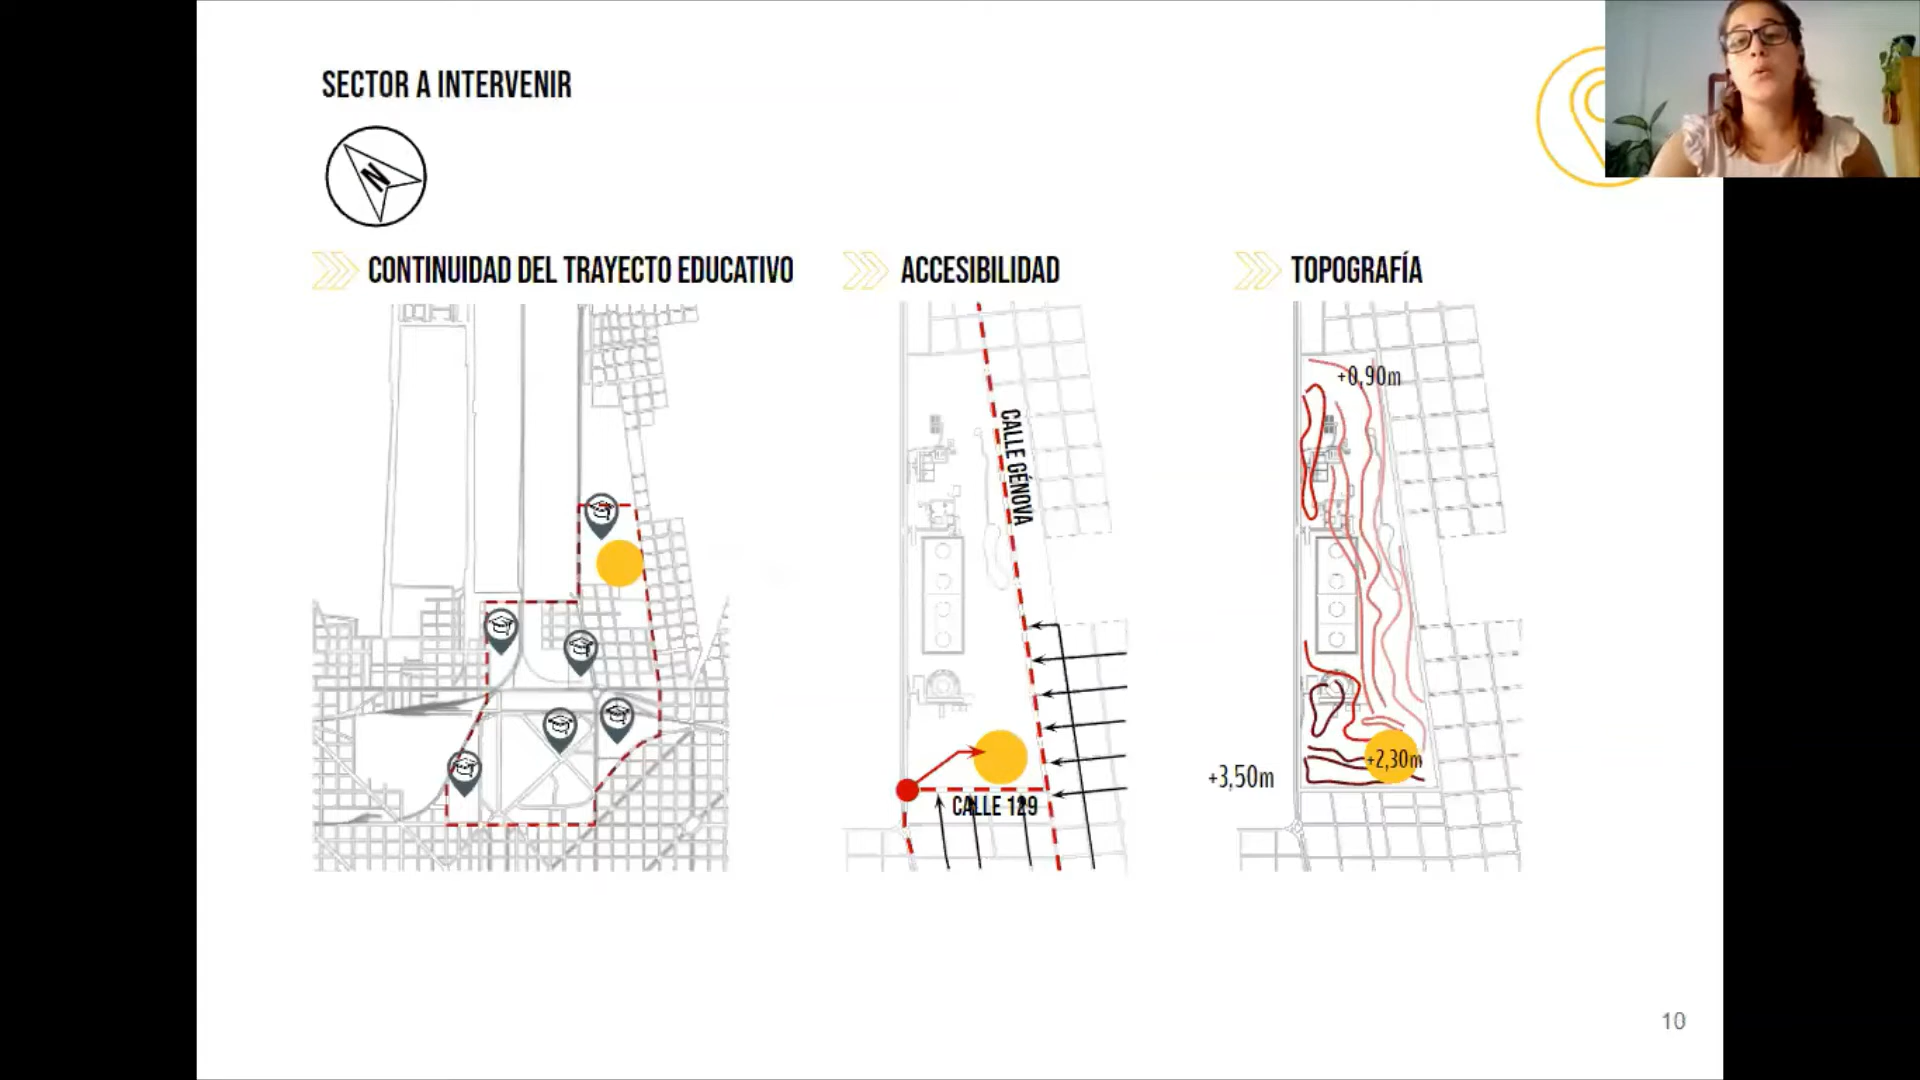 SECTOR A INTERVENIR
N
CONTINUIDAD DEL TRAYECTO EDUCATIVO
ACCESIBILIDAD
CALLE GÉNOVA
CALLE 129
TOPOGRAFÍA
+0,90m
+2,30m
+3,50m
10